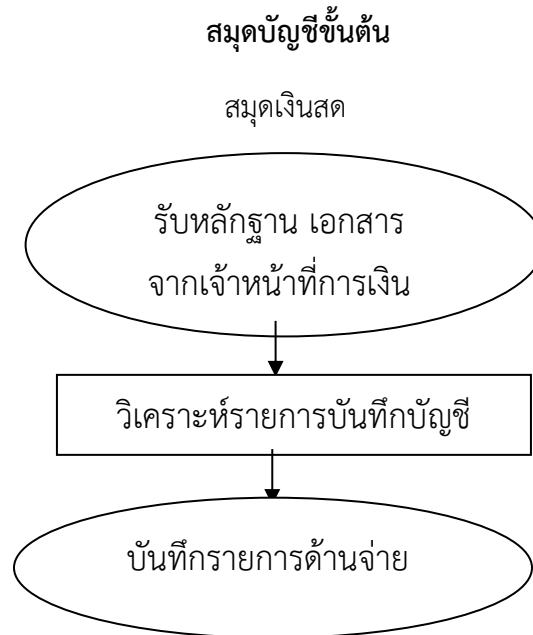 สมุดบัญชีขั้นต้น
สมุดเงินสด
รับหลักฐาน เอกสาร
จากเจ้าหน้าที่การเงิน
วิเคราะห์รายการบันทึกบัญชี
บันทึกรายการด้านจ่าย